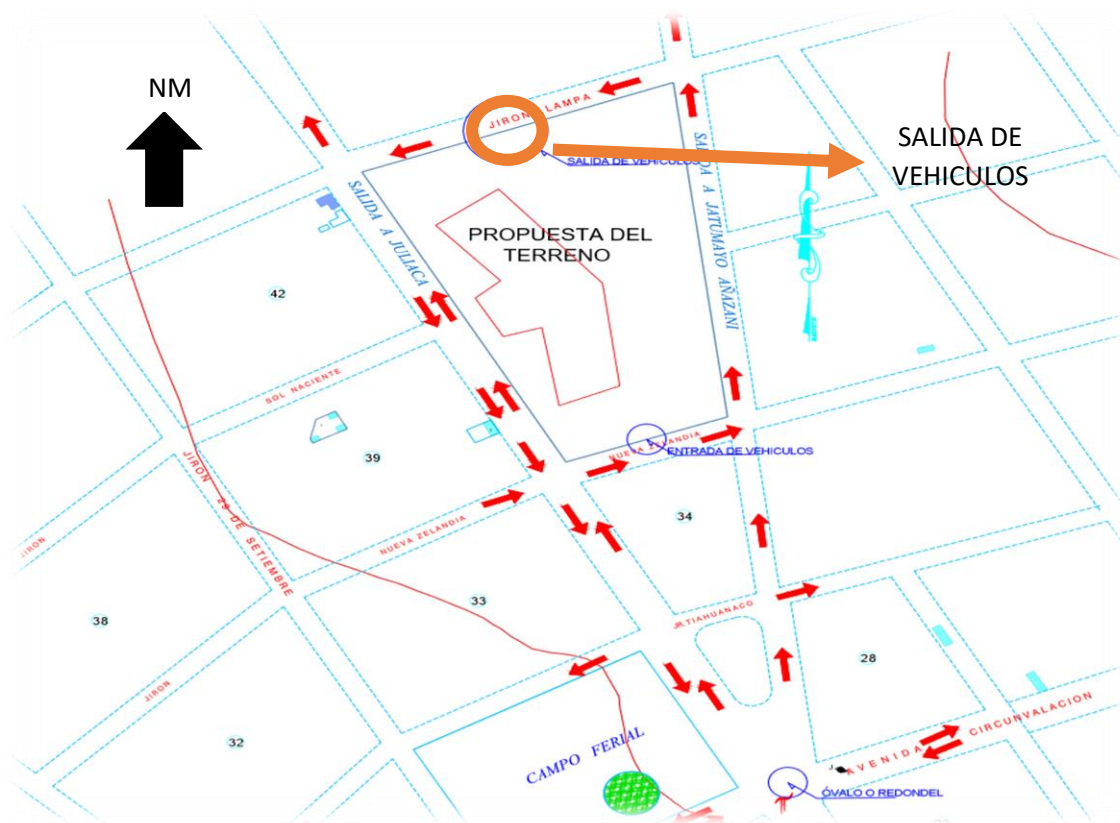 NM
JIRON LAMPA
SALIDA DE VEHICULOS
SALIDA DE
VEHICULOS
SALIDA A JULIACA
SALIDA A JATUMAYO AÑAZANI
PROPUESTA DEL
TERRENO
42
SOL NACIENTE
39
NUEVA ZELANDIA
ENTRADA DE VEHICULOS
JIRON 29 DE SETIEMBRE
NUEVA ZELANDIA
34
JIRON
33
38
JR.TIAHUANACO
28
JIRON
32
CAMPO FERIAL
AVENIDA CIRCUNVALACION
ÓVALO O REDONDEL